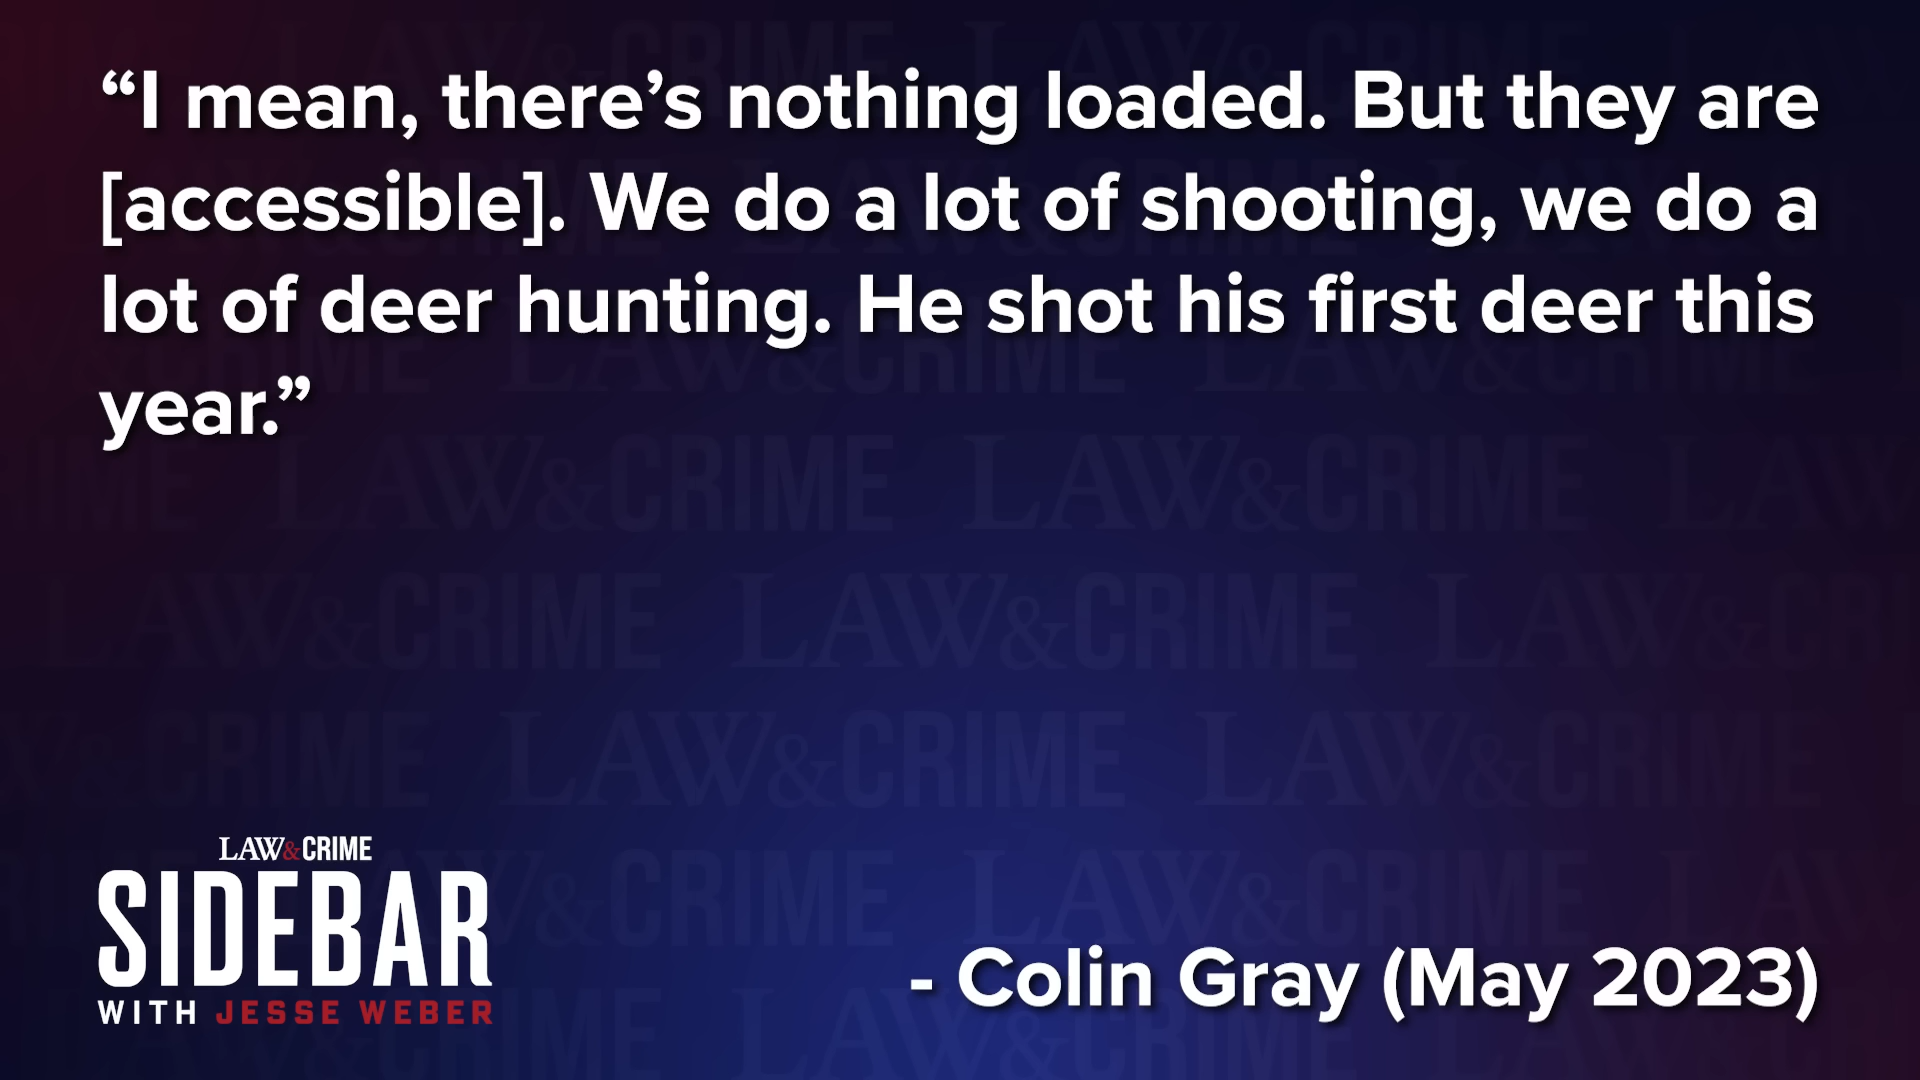 “I mean, there’s nothing loaded. But they are
[accessible]. We do a lot of shooting, we do a
lot of deer hunting. He shot his first deer this
year.”
LAW&CRIME
SIDEBAR
WITH JESSE WEBER
- Colin Gray (May 2023)